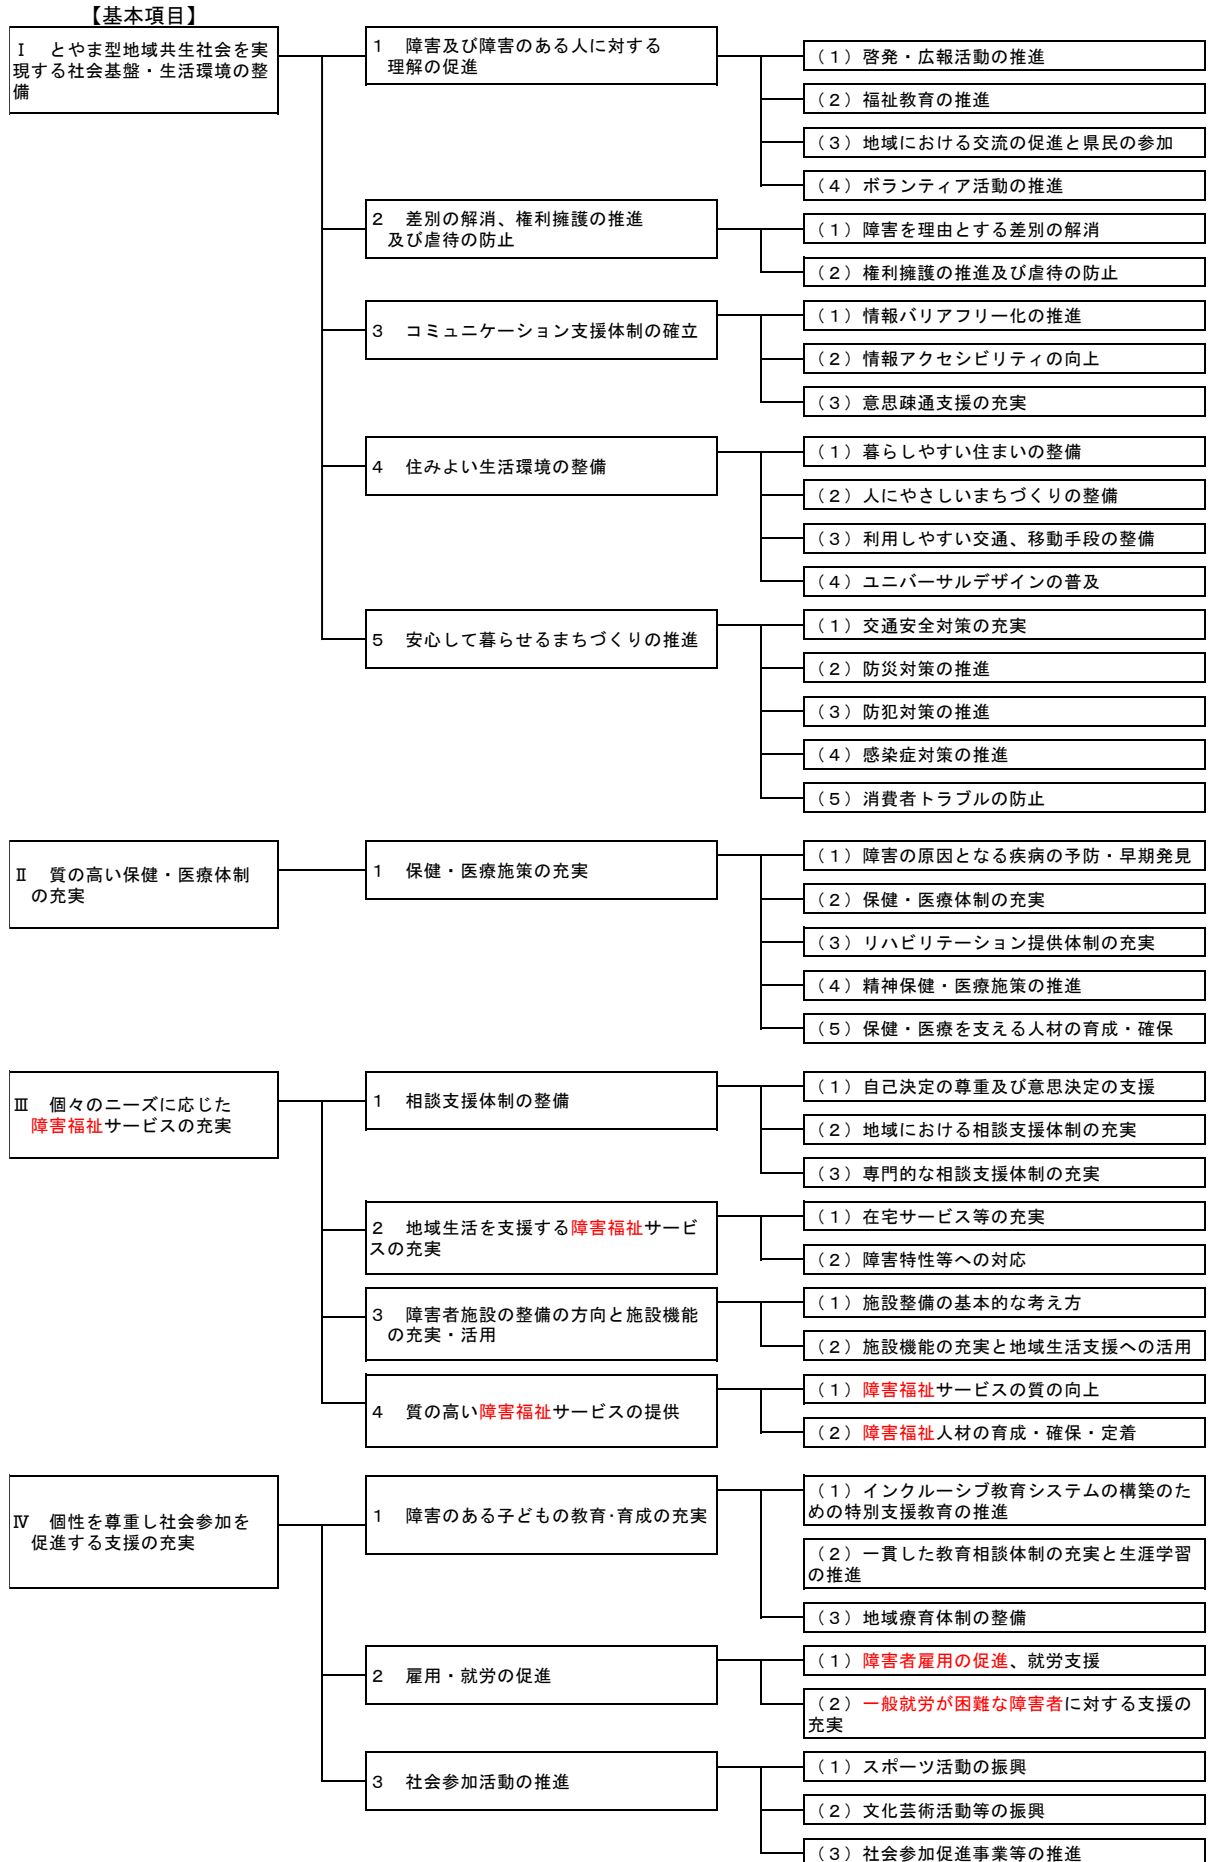 【基本項目】
Ⅰ　とやま型地域共生社会を実
現する社会基盤・生活環境の整
備
1　障害及び障害のある人に対する
理解の促進
（１）啓発・広報活動の推進
（２）福祉教育の推進
（３）地域における交流の促進と県民の参加
（４）ボランティア活動の推進
2　差別の解消、権利擁護の推進
及び虐待の防止
（１）障害を理由とする差別の解消
（２）権利擁護の推進及び虐待の防止
3　コミュニケーション支援体制の確立
（１）情報バリアフリー化の推進
（２）情報アクセシビリティの向上
（３）意思疎通支援の充実
4　住みよい生活環境の整備
（１）暮らしやすい住まいの整備
（２）人にやさしいまちづくりの整備
（３）利用しやすい交通、移動手段の整備
（４）ユニバーサルデザインの普及
5　安心して暮らせるまちづくりの推進
（１）交通安全対策の充実
（２）防災対策の推進
（３）防犯対策の推進
（４）感染症対策の推進
（５）消費者トラブルの防止
Ⅱ　質の高い保健・医療体制
の充実
1　保健・医療施策の充実
（１）障害の原因となる疾病の予防・早期発見
（２）保健・医療体制の充実
（３）リハビリテーション提供体制の充実
（４）精神保健・医療施策の推進
（５）保健・医療を支える人材の育成・確保
Ⅲ　個々のニーズに応じた
障害福祉サービスの充実
1　相談支援体制の整備
（１）自己決定の尊重及び意思決定の支援
（２）地域における相談支援体制の充実
（３）専門的な相談支援体制の充実
2　地域生活を支援する障害福祉サービ
スの充実
（１）在宅サービス等の充実
（２）障害特性等への対応
3　障害者施設の整備の方向と施設機能
の充実・活用
（１）施設整備の基本的な考え方
（２）施設機能の充実と地域生活支援への活用
4　質の高い障害福祉サービスの提供
（１）障害福祉サービスの質の向上
（２）障害福祉人材の育成・確保・定着
Ⅳ　個性を尊重し社会参加を
促進する支援の充実
1　障害のある子どもの教育･育成の充実
（１）インクルーシブ教育システムの構築のた
めの特別支援教育の推進
（２）一貫した教育相談体制の充実と生涯学習
の推進
（３）地域療育体制の整備
2　雇用・就労の促進
（１）障害者雇用の促進、就労支援
（２）一般就労が困難な障害者に対する支援の
充実
3　社会参加活動の推進
（１）スポーツ活動の振興
（２）文化芸術活動等の振興
（３）社会参加促進事業等の推進